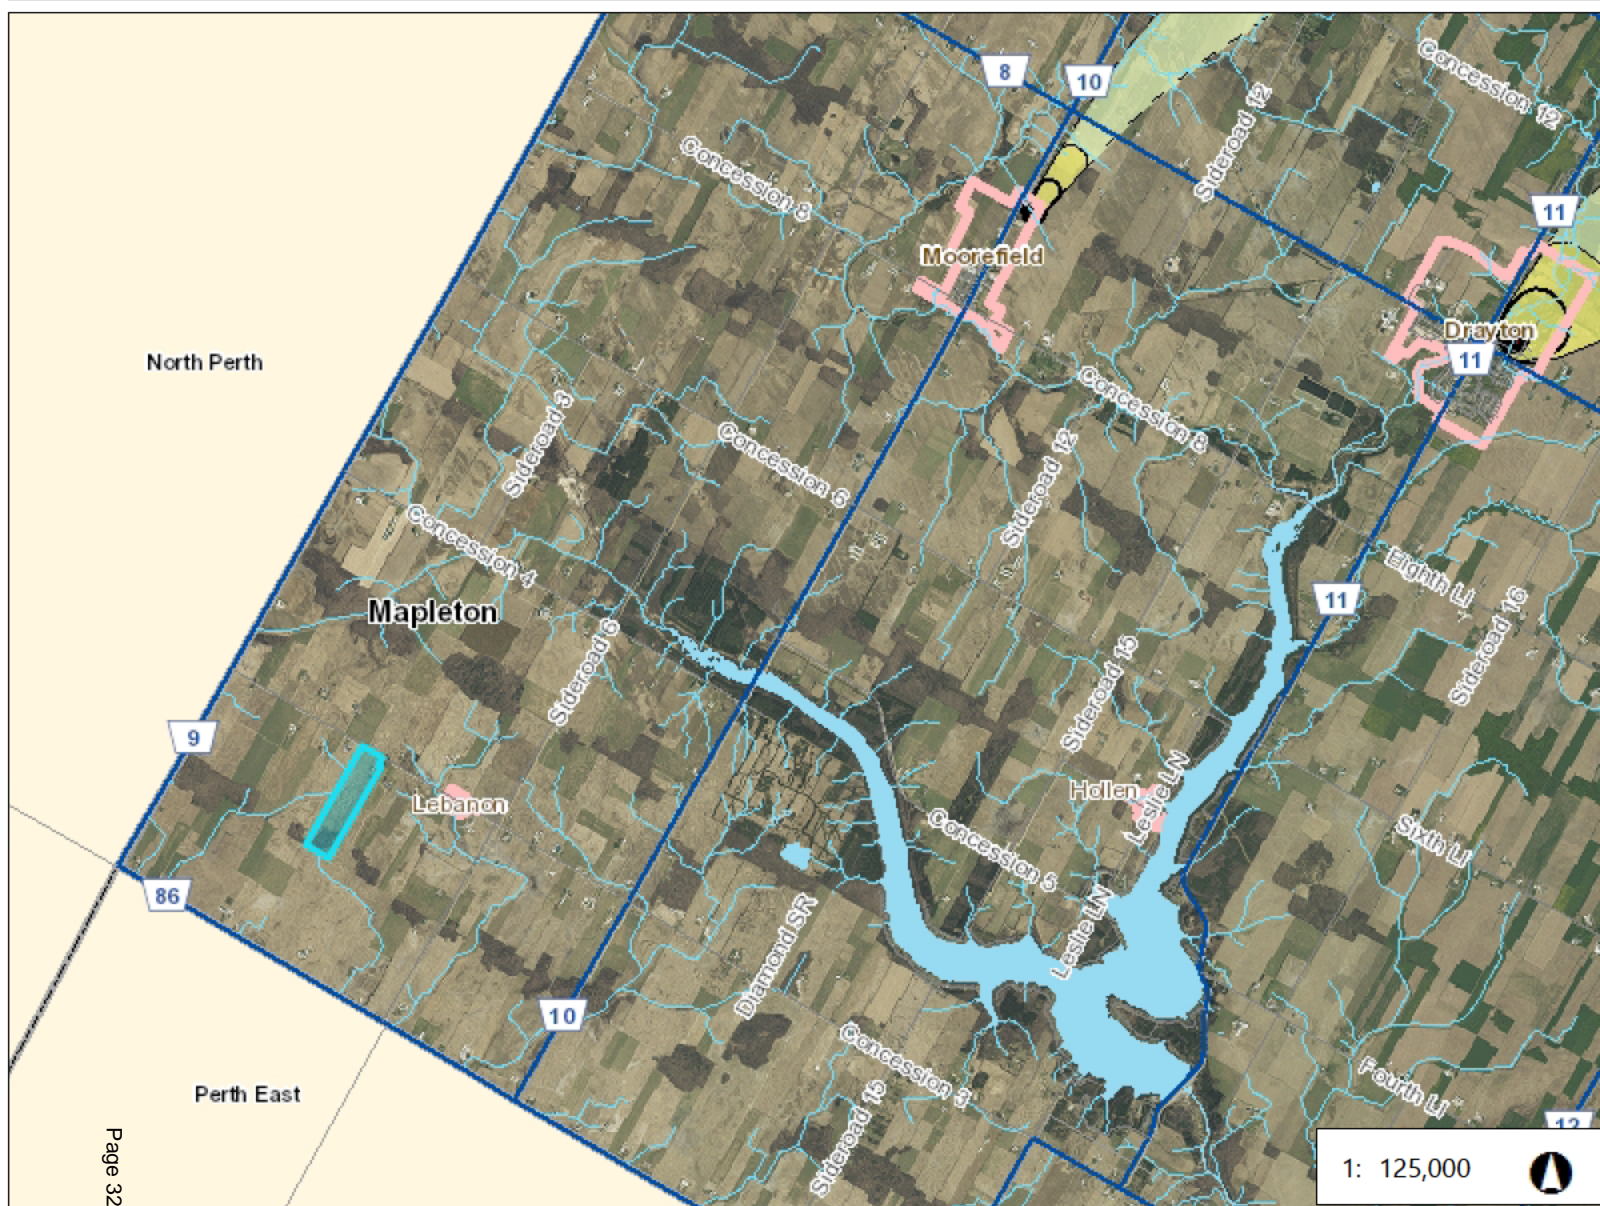 8
10
Concession 12
Sideroad 12
Concession 8
11
Moorefield
Drayton
11
North Perth
Concession 8
Sideroad 3
Concession 6
Sideroad 12
Concession 4
Eighth LI
11
Mapleton
Sideroad 16
Sideroad 6
Sideroad 15
9
Hollen
Leslie LN
Lebanon
Concession 5
Sixth LI
86
Leslie LN
Diamond SR
10
Concession 3
Fourth LI
Perth East
Sideroad 15
12
Page 32
1: 125,000